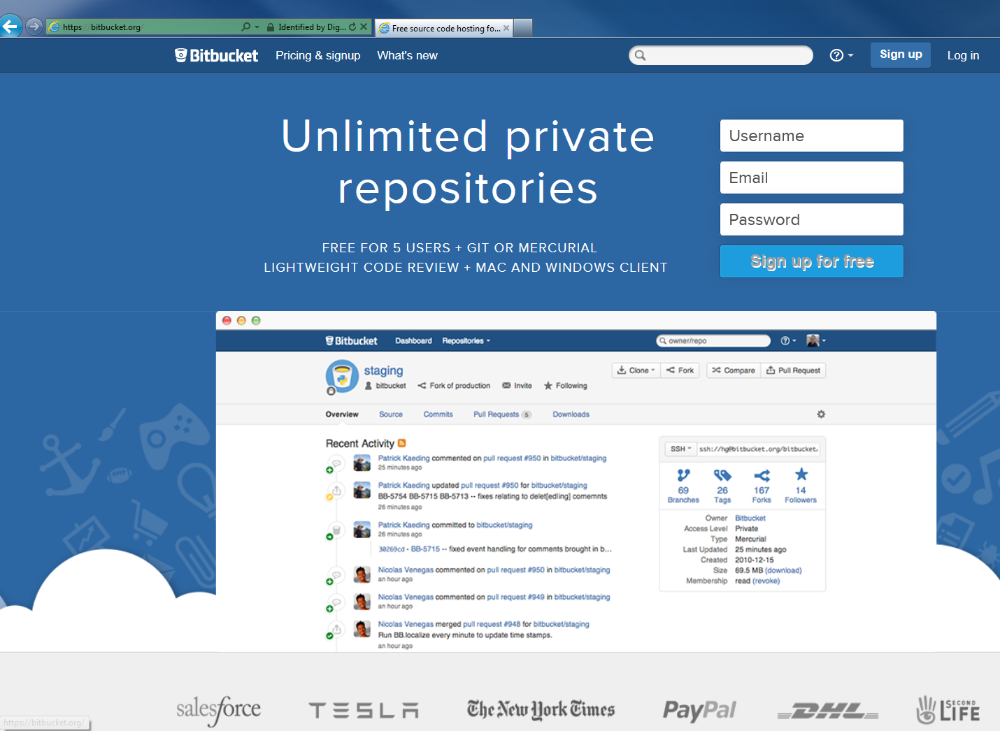 https://bitbucket.org/
Identified by Dig...
Free source code hosting fo...
Bitbucket
Pricing & signup
What's new
Sign up
Log in
Unlimited private
repositories
FREE FOR 5 USERS + GIT OR MERCURIAL
LIGHTWEIGHT CODE REVIEW + MAC AND WINDOWS CLIENT
Username
Email
Password
Sign up for free
Bitbucket
Dashboard
Repositories
owner/repo
staging
bitbucket
Fork of production
Invite
Following
Clone
Fork
Compare
Pull Request
Overview
Source
Commits
Pull Requests 5
Downloads
Recent Activity
Patrick Kaeding commented on pull request #950 in bitbucket/staging
25 minutes ago
Patrick Kaeding updated pull request #950 for bitbucket/staging
BB-5754 BB-5715 BB-5713 -- fixes relating to delet[edling] comemnts
26 minutes ago
Patrick Kaeding committed to bitbucket/staging
26 minutes ago
30269cd - BB-5715 -- fixed event handling for comments brought in b...
Nicolas Venegas commented on pull request #950 in bitbucket/staging
an hour ago
Nicolas Venegas commented on pull request #949 in bitbucket/staging
an hour ago
Nicolas Venegas merged pull request #948 for bitbucket/staging
Run BB.localize every minute to update time stamps.
an hour ago
SSH
ssh://hg@bitbucket.org/bitbucket.
69
Branches
26
Tags
167
Forks
14
Followers
Owner Bitbucket
Access Level Private
Type Mercurial
Last Updated 25 minutes ago
Created 2010-12-15
Size 69.5 MB (download)
Membership read (revoke)
salesforce
TESLA
The New York Times
PayPal
DHL
SECOND
LIFE
https://bitbucket.org/